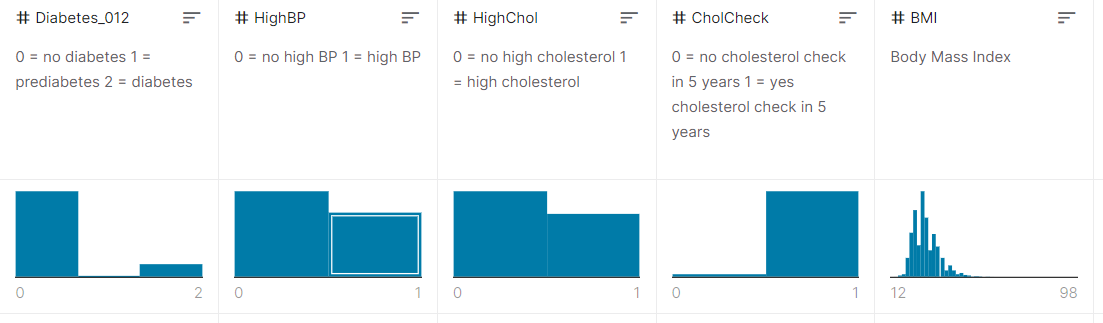 # Diabetes_012
0 = no diabetes 1 =
prediabetes 2 = diabetes
0 2
# HighBP
0 = no high BP 1 = high BP
0 1
# HighChol
0 = no high cholesterol 1
= high cholesterol
0 1
# CholCheck
0 = no cholesterol check
in 5 years 1 = yes
cholesterol check in 5
years
0 1
# BMI
Body Mass Index
12 98